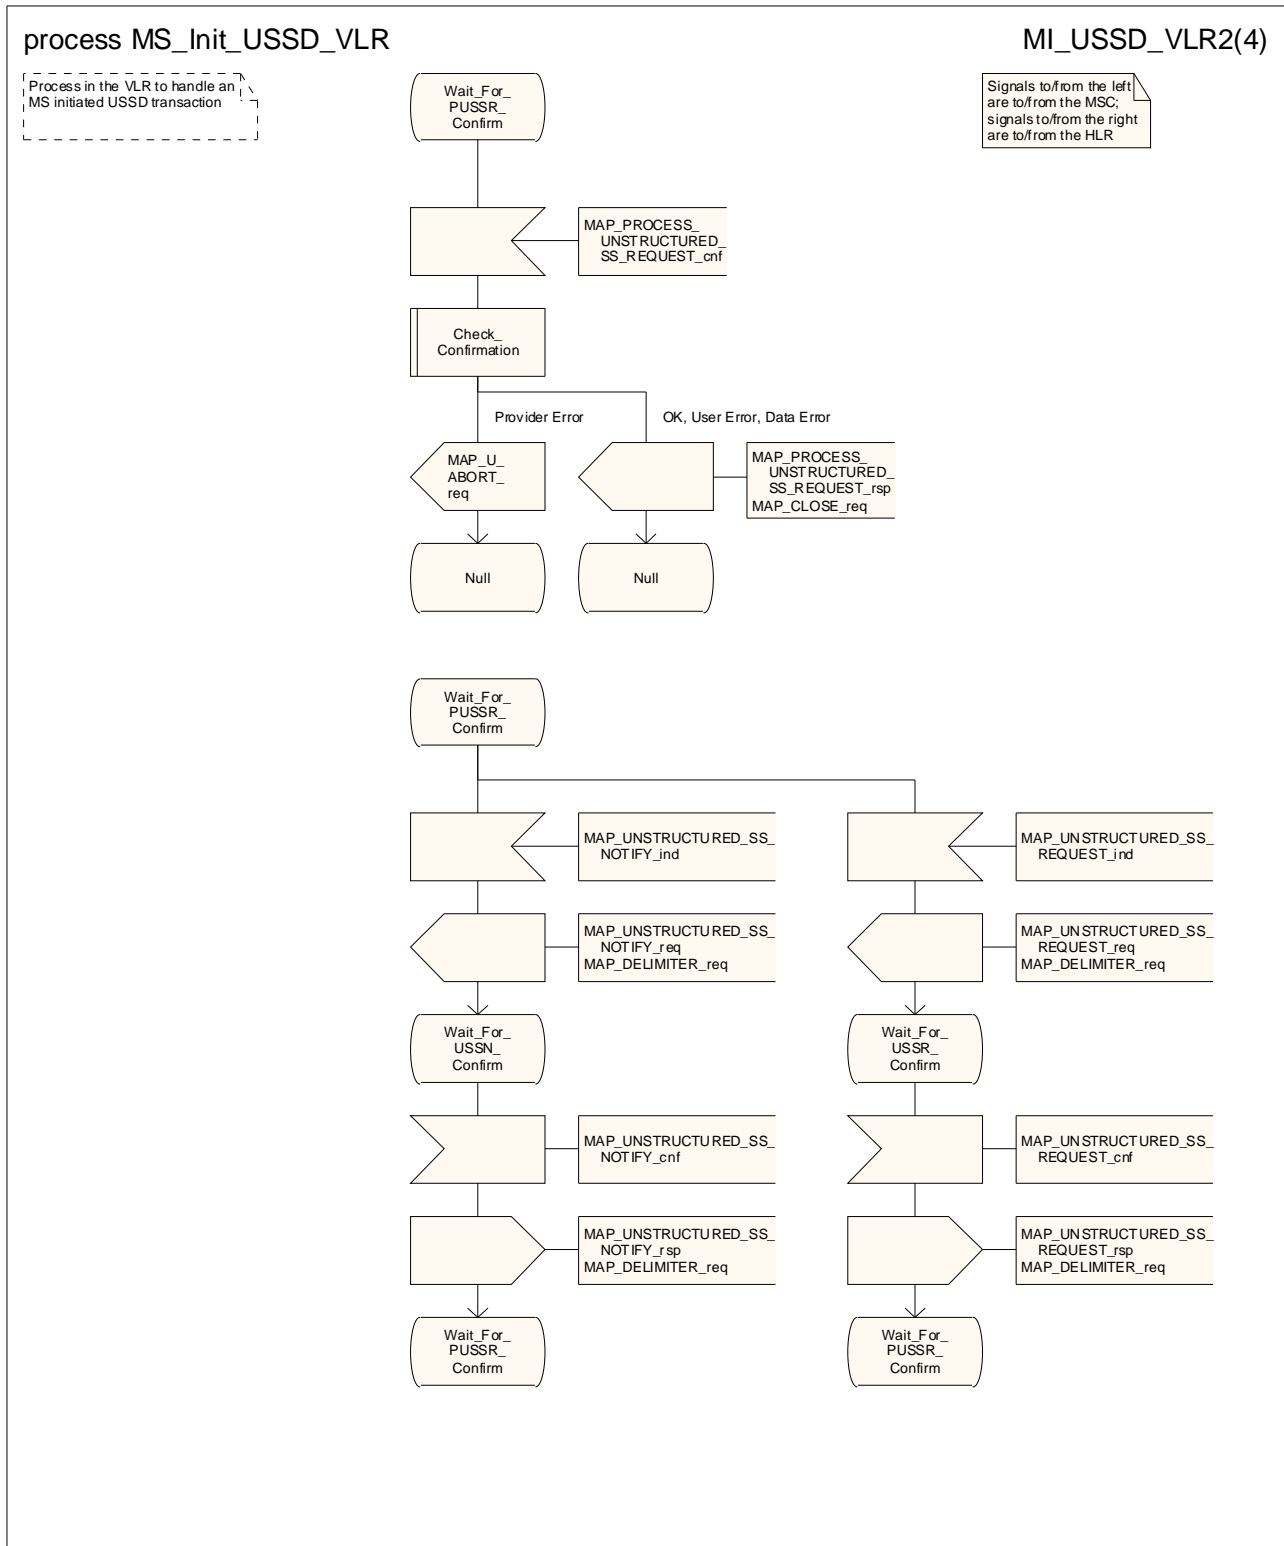 process MS_Init_USSD_VLR
MI_USSD_VLR2(4)
Process in the VLR to handle an
MS initiated USSD transaction
Signals to/from the left
are to/from the MSC;
signals to/from the right
are to/from the HLR
Wait_For_
PUSSR_
Confirm
MAP_PROCESS_
UNSTRUCTURED_
SS_REQUEST_cnf
Check_
Confirmation
Provider Error
OK, User Error, Data Error
MAP_U_
ABORT_
req
MAP_PROCESS_
UNSTRUCTURED_
SS_REQUEST_rsp
MAP_CLOSE_req
Null
Null
Wait_For_
PUSSR_
Confirm
MAP_UNSTRUCTURED_SS_
NOTIFY_ind
MAP_UNSTRUCTURED_SS_
REQUEST_ind
MAP_UNSTRUCTURED_SS_
NOTIFY_req
MAP_DELIMITER_req
MAP_UNSTRUCTURED_SS_
REQUEST_req
MAP_DELIMITER_req
Wait_For_
USSN_
Confirm
Wait_For_
USSR_
Confirm
MAP_UNSTRUCTURED_SS_
NOTIFY_cnf
MAP_UNSTRUCTURED_SS_
REQUEST_cnf
MAP_UNSTRUCTURED_SS_
NOTIFY_rsp
MAP_DELIMITER_req
MAP_UNSTRUCTURED_SS_
REQUEST_rsp
MAP_DELIMITER_req
Wait_For_
PUSSR_
Confirm
Wait_For_
PUSSR_
Confirm